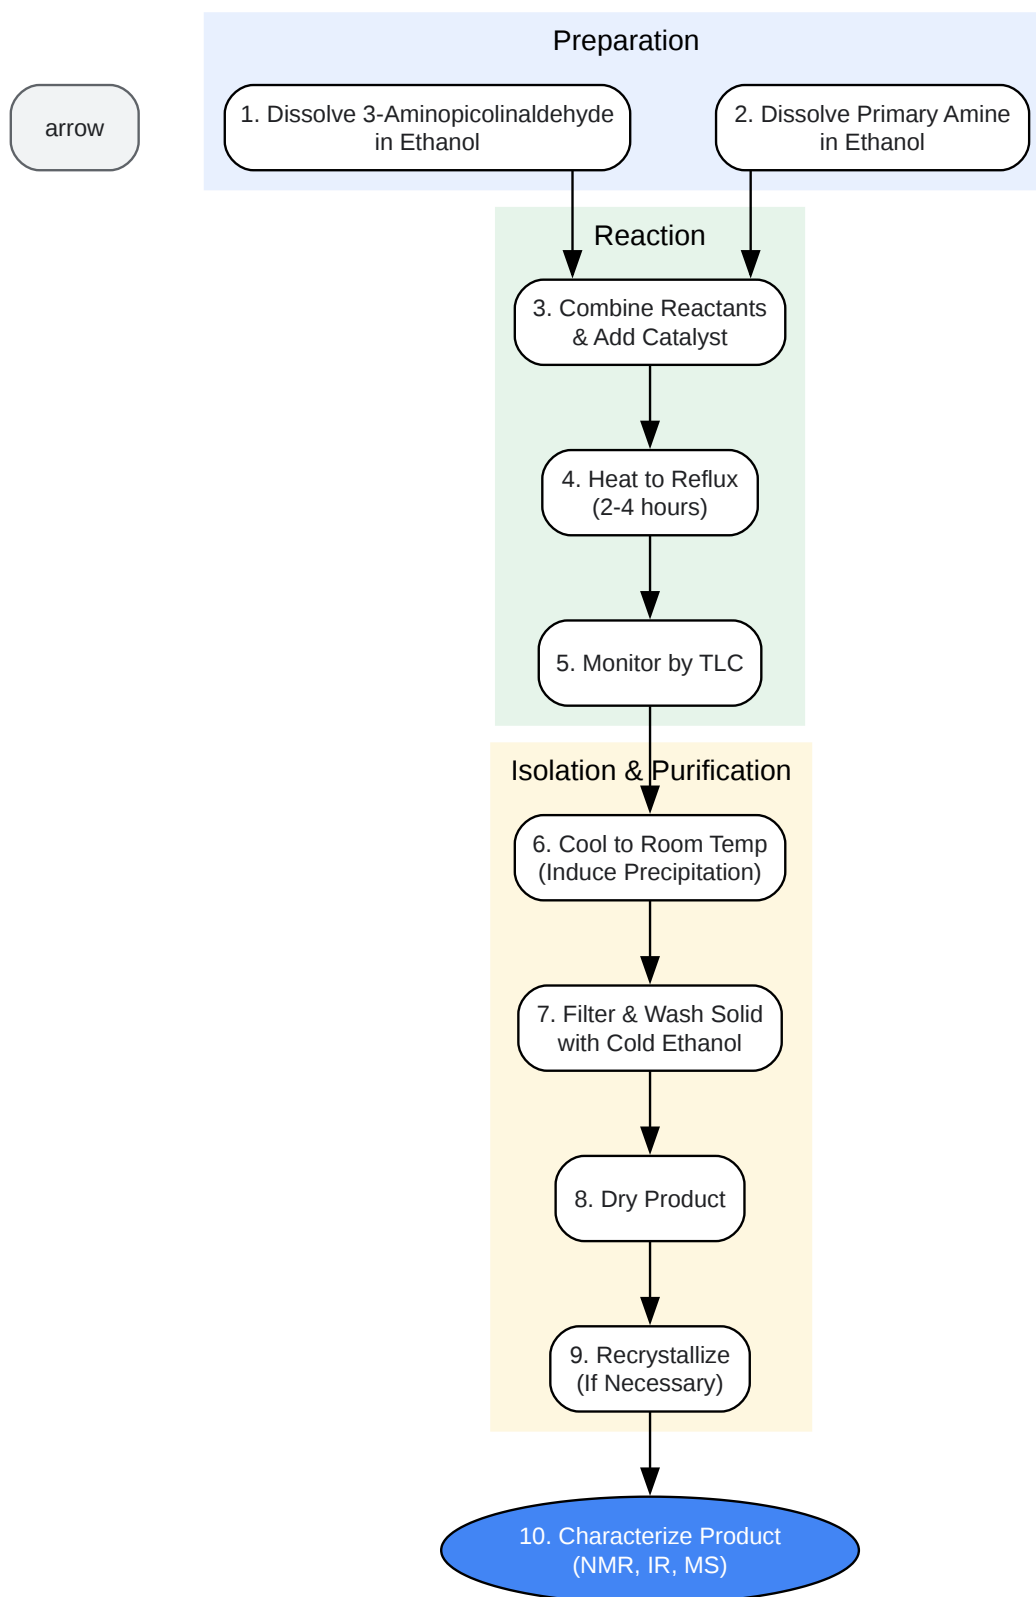 Preparation
arrow
1. Dissolve 3-Aminopicolinaldehyde
in Ethanol
2. Dissolve Primary Amine
in Ethanol
Reaction
3. Combine Reactants
& Add Catalyst
4. Heat to Reflux
(2-4 hours)
5. Monitor by TLC
Isolation & Purification
6. Cool to Room Temp
(Induce Precipitation)
7. Filter & Wash Solid
with Cold Ethanol
8. Dry Product
9. Recrystallize
(If Necessary)
10. Characterize Product
(NMR, IR, MS)